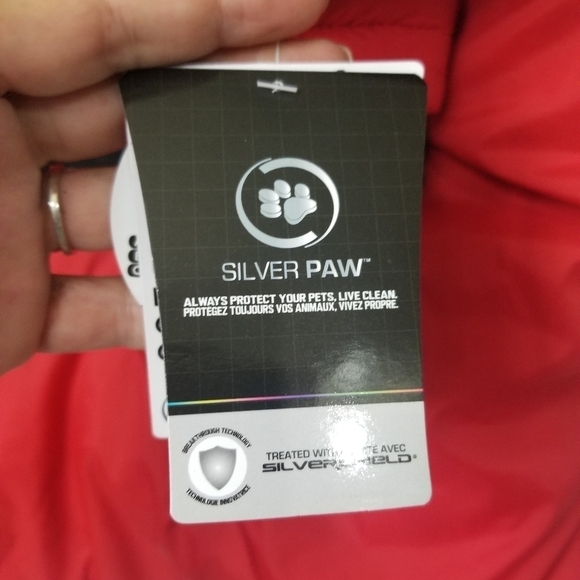 SILVER PAW™
ALWAYS PROTECT YOUR PETS, LIVE CLEAN.
PROTEGEZ TOUJOURS VOS ANIMAUX, VIVEZ PROPRE.
BREAKTHROUGH TECHNOLOGY
TECHNOLOGIE INNOVATRICE
TREATED WITH AVEC
SILVERSHIELD®